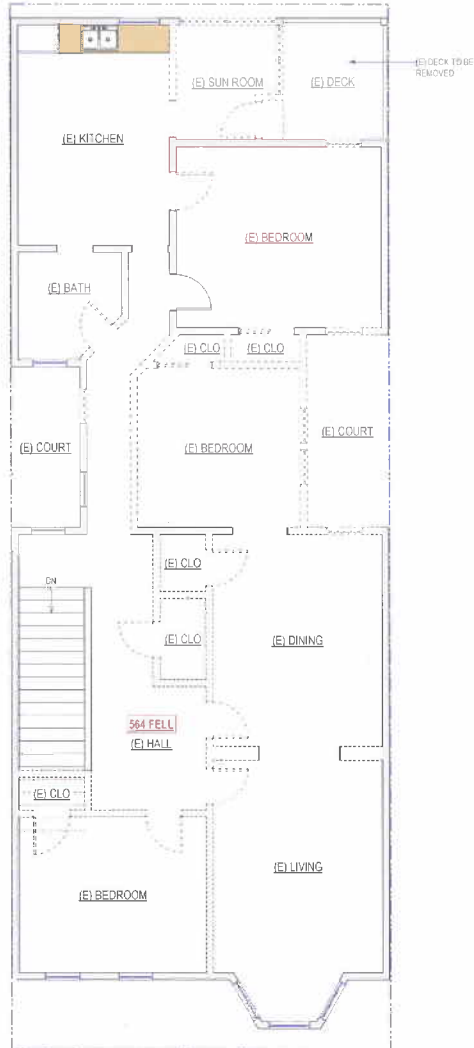 (E) SUN ROOM
(E) DECK
(E) DECK TO BE
REMOVED
(E) KITCHEN
(E) BEDROOM
(E) BATH
(E) CLO
(E) CLO
(E) COURT
(E) BEDROOM
(E) COURT
(E) CLO
DN
(E) CLO
(E) DINING
564 FELL
(E) HALL
(E) CLO
(E) LIVING
(E) BEDROOM